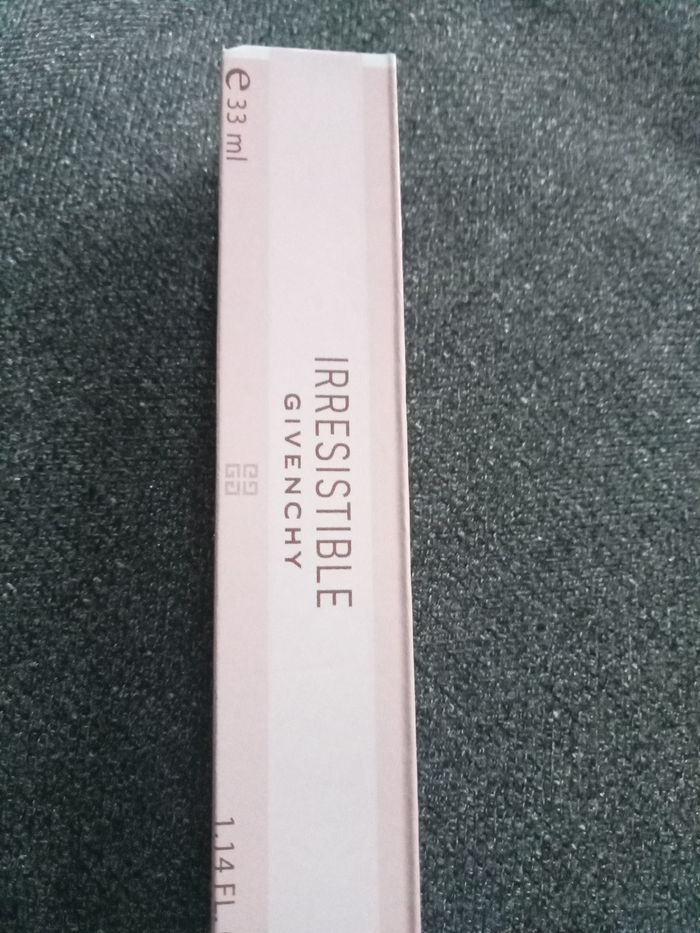 e 33 ml
IRRESISTIBLE
GIVENCHY
1.14 FL.